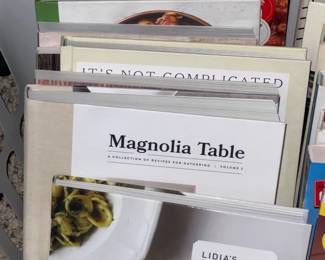 IT'S NOT COMPLICATED
Magnolia Table
A COLLECTION OF RECIPES FOR GATHERING | VOLUME 2
LIDIA'S